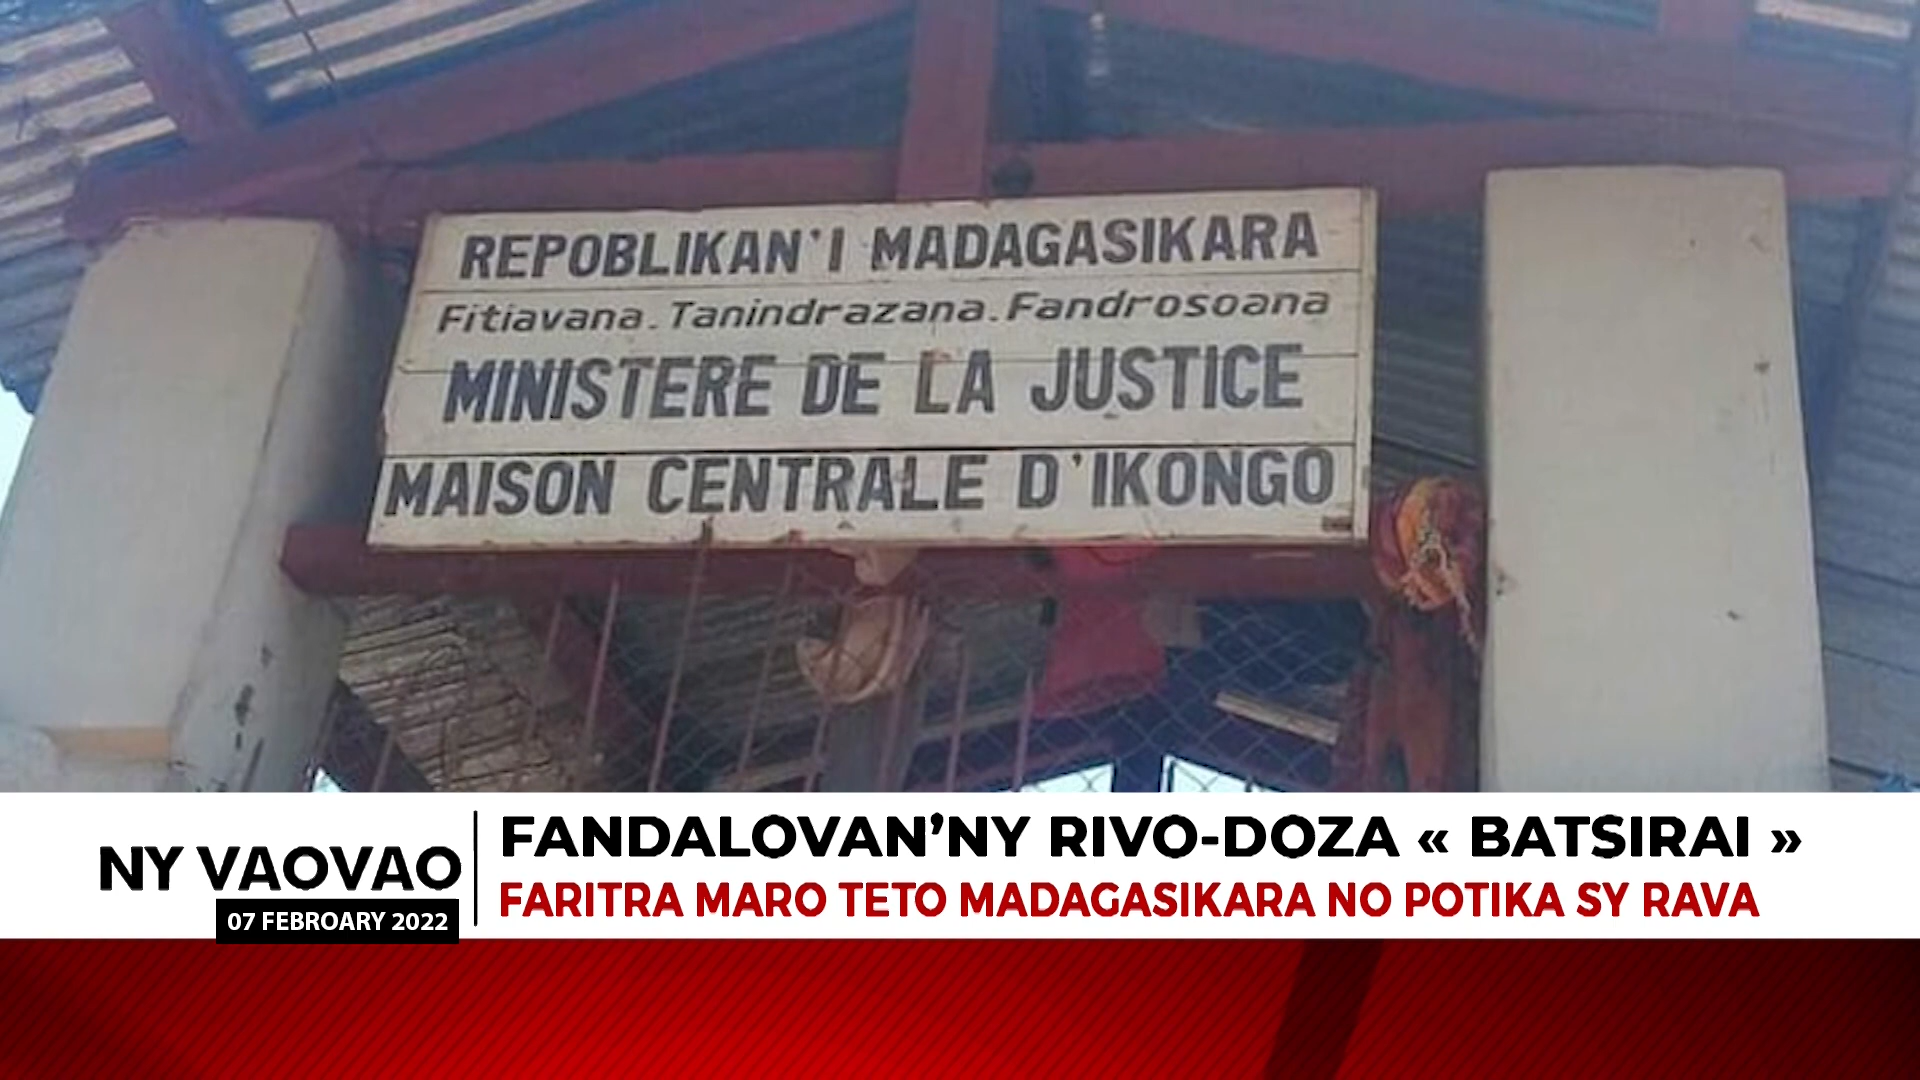 REPOBLIKAN'I MADAGASIKARA
Fitiavana.Tanindrazana.Fandrosoana
MINISTERE DE LA JUSTICE
MAISON CENTRALE D'IKONGO
NY VAOVAO
07 FEBROARY 2022
FANDALOVAN’NY RIVO-DOZA « BATSIRAI »
FARITRA MARO TETO MADAGASIKARA NO POTIKA SY RAVA